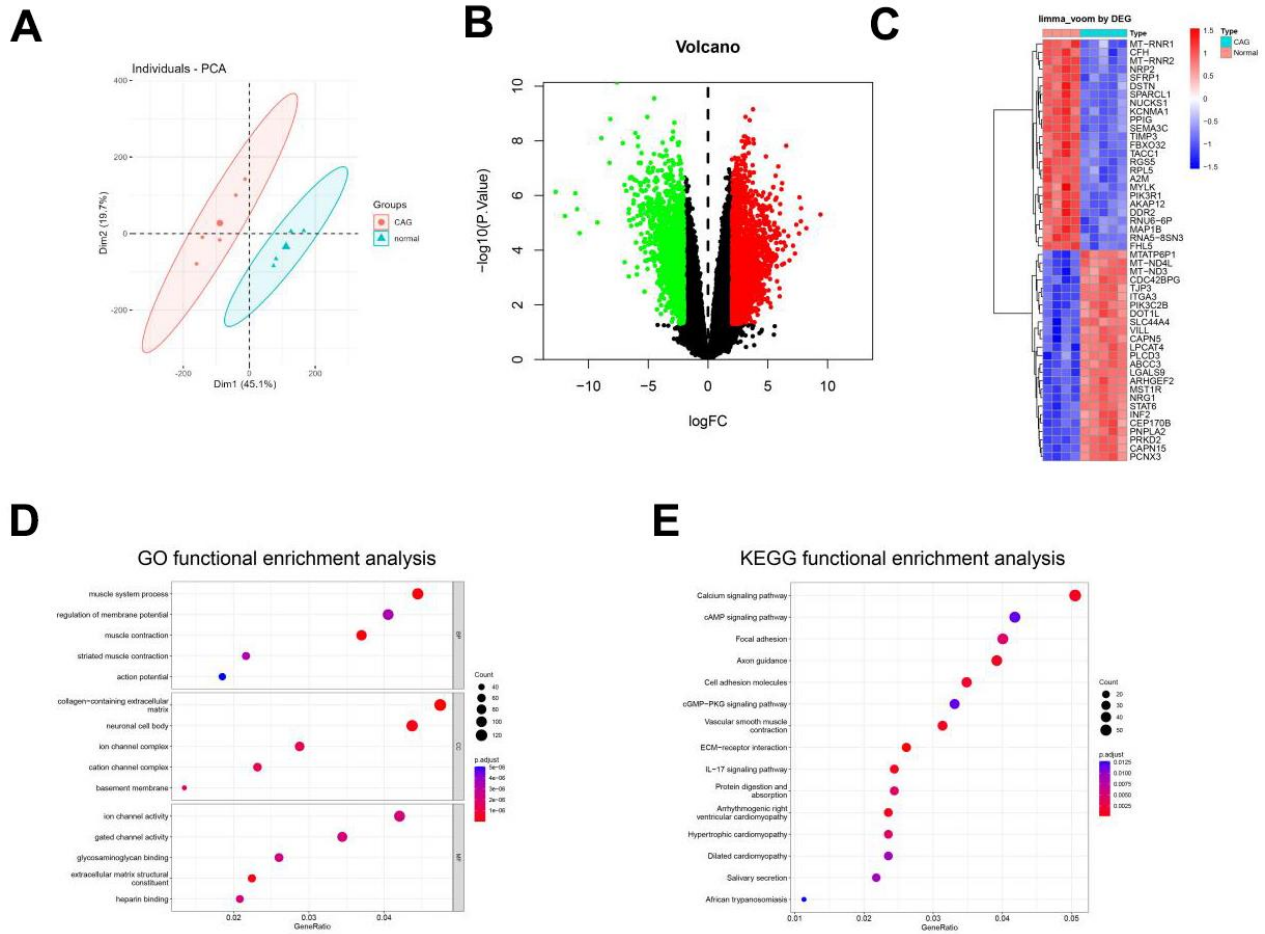 A
Individuals - PCA
400
200
0
-200
-200
0
200
Dim1 (45.1%)
Dim2 (19.7%)
Groups
CAG
normal
B
Volcano
10
8
6
4
2
0
−10
−5
0
5
10
logFC
−log10(P.Value)
C
limma_voom by DEG
Type
MT−RNR1
CFH
MT−RNR2
NRP2
SFRP1
DSTN
SPARCL1
NUCKS1
KCNMA1
PPIG
SEMA3C
TIMP3
FBXO32
TACC1
RGS5
RPL5
A2M
MYLK
PIK3R1
AKAP12
DDR2
RNU6−6P
MAP1B
RNA5−8SN3
FHL5
MTATP6P1
MT−ND4L
MT−ND3
CDC42BPG
TJP3
ITGA3
PIK3C2B
DOT1L
SLC44A4
VILL
CAPN5
LPCAT4
PLCD3
ABCC3
LGALS9
ARHGEF2
MST1R
NRG1
STAT6
INF2
CEP170B
PNPLA2
PRKD2
CAPN15
PCNX3
1.5
1
0.5
0
−0.5
−1
−1.5
Type
CAG
Normal
D
GO functional enrichment analysis
muscle system process
regulation of membrane potential
muscle contraction
striated muscle contraction
action potential
BP
collagen−containing extracellular
matrix
neuronal cell body
ion channel complex
cation channel complex
basement membrane
CC
ion channel activity
gated channel activity
glycosaminoglycan binding
extracellular matrix structural
constituent
heparin binding
MF
0.02
0.03
0.04
GeneRatio
Count
40
60
80
100
120
p.adjust
5e−06
4e−06
3e−06
2e−06
1e−06
E
KEGG functional enrichment analysis
Calcium signaling pathway
cAMP signaling pathway
Focal adhesion
Axon guidance
Cell adhesion molecules
cGMP−PKG signaling pathway
Vascular smooth muscle
contraction
ECM−receptor interaction
IL−17 signaling pathway
Protein digestion and
absorption
Arrhythmogenic right
ventricular cardiomyopathy
Hypertrophic cardiomyopathy
Dilated cardiomyopathy
Salivary secretion
African trypanosomiasis
0.01
0.02
0.03
0.04
0.05
GeneRatio
Count
20
30
40
50
p.adjust
0.0125
0.0100
0.0075
0.0050
0.0025